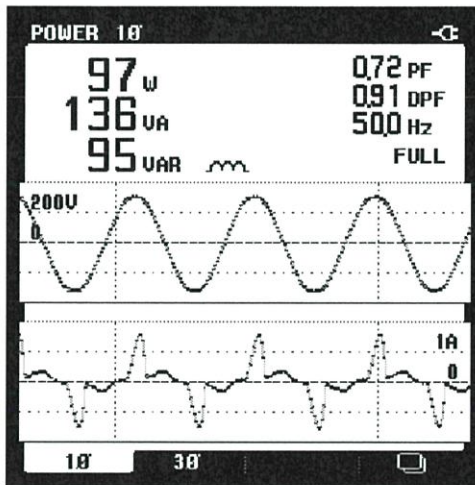 POWER 1Ø
97 W
0.72 PF
136 VA
0.91 DPF
95 VAR
50.0 Hz
FULL
200V
0
1A
0
1Ø 3Ø